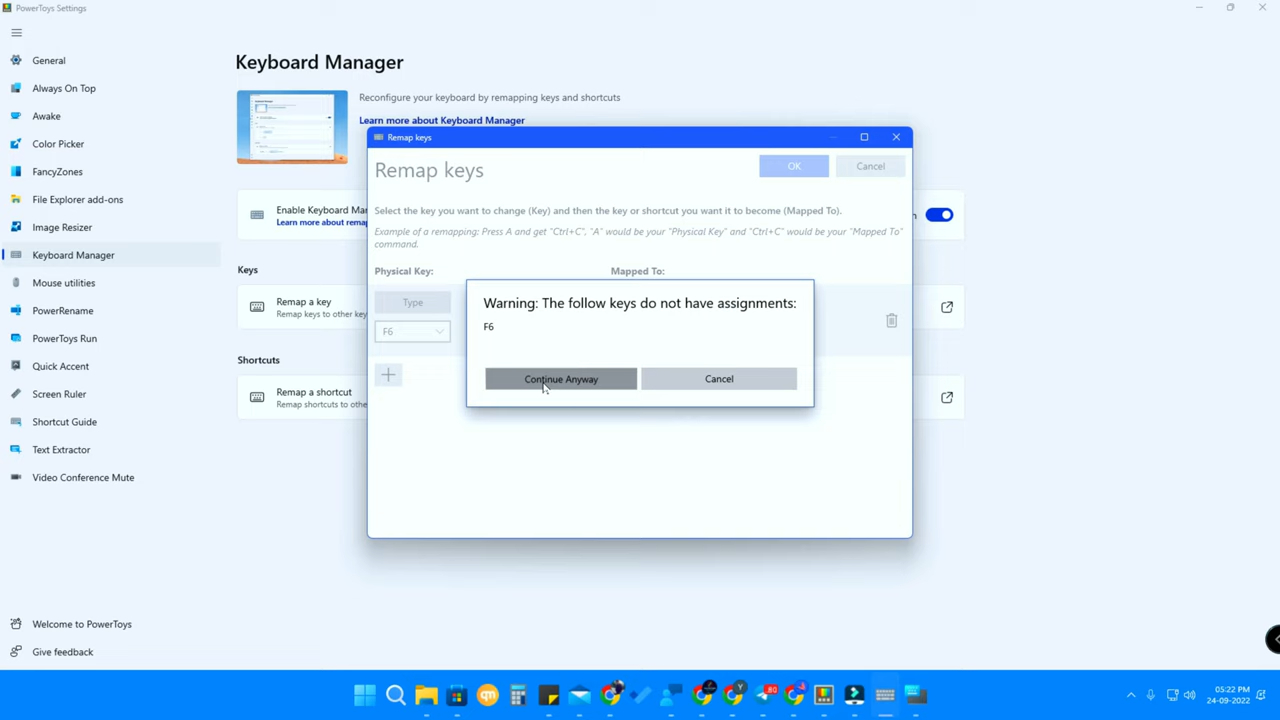 PowerToys Settings
General
Always On Top
Awake
Color Picker
FancyZones
File Explorer add-ons
Image Resizer
Keyboard Manager
Mouse utilities
PowerRename
PowerToys Run
Quick Accent
Screen Ruler
Shortcut Guide
Text Extractor
Video Conference Mute
Welcome to PowerToys
Give feedback
Keyboard Manager
Reconfigure your keyboard by remapping keys and shortcuts
Learn more about Keyboard Manager
Enable Keyboard Ma
Learn more about remap
n
Keys
Remap a key
Remap keys to other key
Shortcuts
Remap a shortcut
Remap shortcuts to othe
Remap keys
Remap keys
OK
Cancel
Select the key you want to change (Key) and then the key or shortcut you want it to become (Mapped To).
Example of a remapping: Press A and get "Ctrl+C", "A" would be your "Physical Key" and "Ctrl+C" would be your "Mapped To"
command.
Physical Key:
Mapped To:
Type
F6
Warning: The follow keys do not have assignments:
F6
Continue Anyway
Cancel
80
05:22 PM
24-09-2022